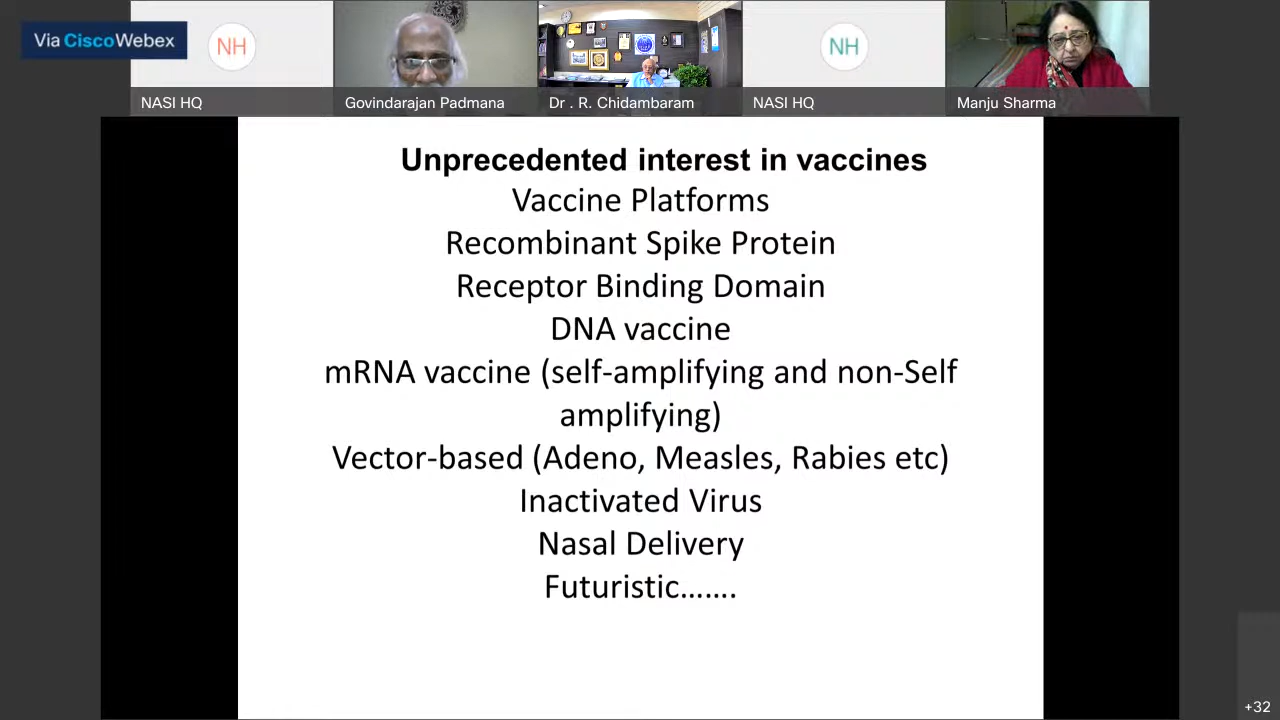 Via Cisco Webex
NH
NH
NASI HQ
Govindarajan Padmana
Dr . R. Chidambaram
NASI HQ
Manju Sharma
Unprecedented interest in vaccines
Vaccine Platforms
Recombinant Spike Protein
Receptor Binding Domain
DNA vaccine
mRNA vaccine (self-amplifying and non-Self
amplifying)
Vector-based (Adeno, Measles, Rabies etc)
Inactivated Virus
Nasal Delivery
Futuristic.......
+32